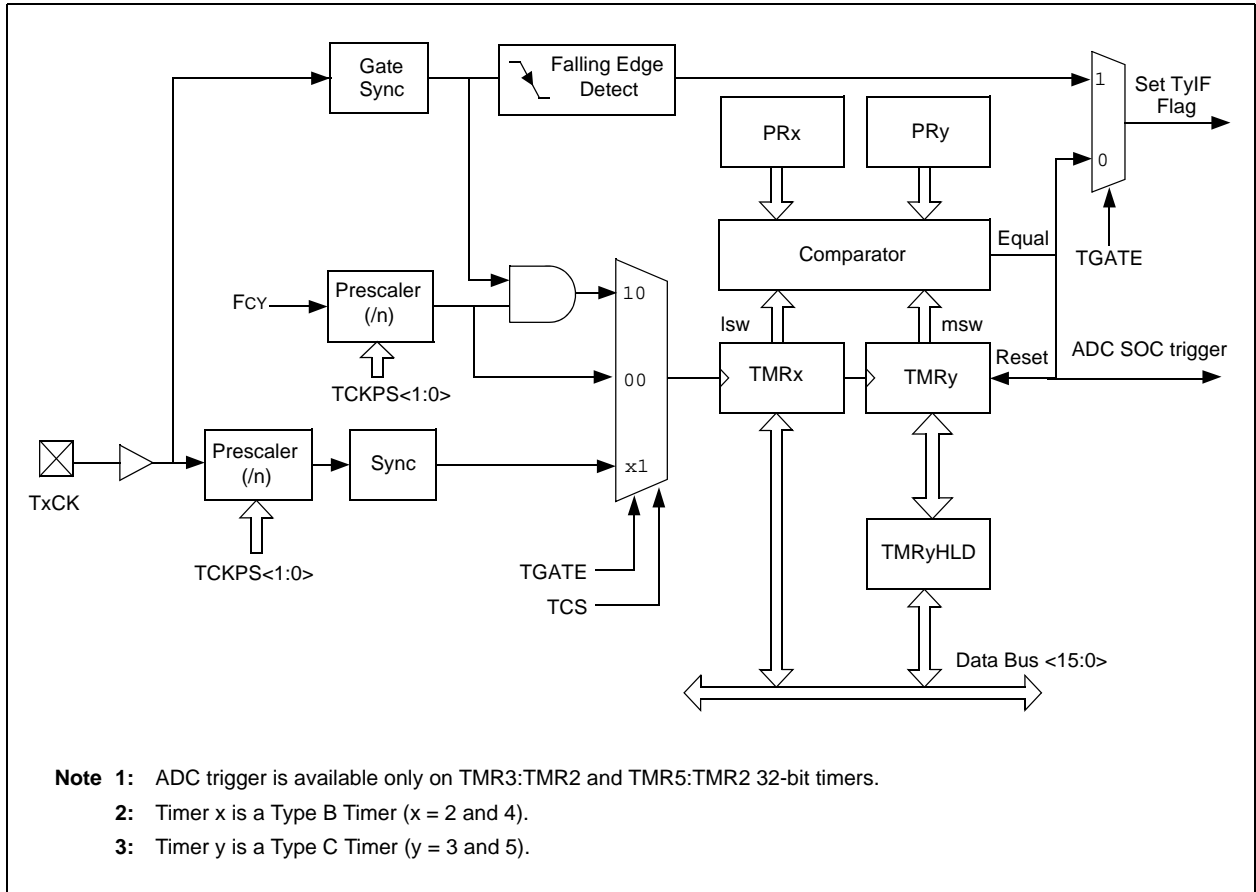 Gate
Sync
Falling Edge
Detect
1
Set TyIF
Flag
PRx
PRy
0
Comparator
Equal
TGATE
FCY
Prescaler
(/n)
10
lsw
msw
TCKPS<1:0>
00
TMRx
TMRy
Reset
ADC SOC trigger
TxCK
Prescaler
(/n)
Sync
x1
TCKPS<1:0>
TGATE
TCS
TMRyHLD
Data Bus <15:0>
Note 1: ADC trigger is available only on TMR3:TMR2 and TMR5:TMR2 32-bit timers.
2: Timer x is a Type B Timer (x = 2 and 4).
3: Timer y is a Type C Timer (y = 3 and 5).